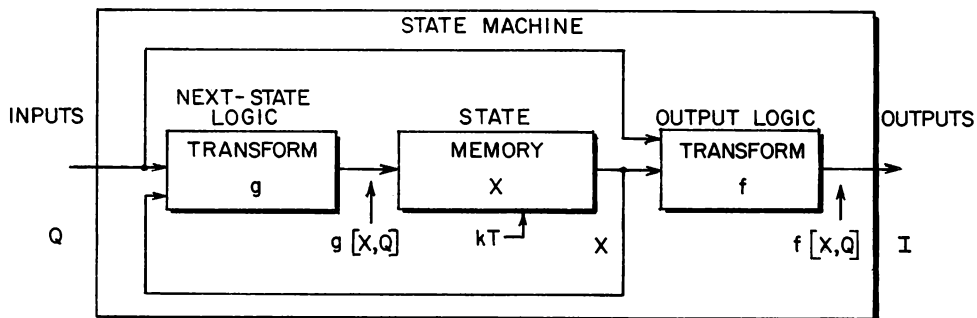 STATE MACHINE
INPUTS
NEXT-STATE
LOGIC
STATE
OUTPUT LOGIC
OUTPUTS
TRANSFORM
g
MEMORY
X
TRANSFORM
f
Q
g [X,Q]
kT
X
f [X,Q]
I